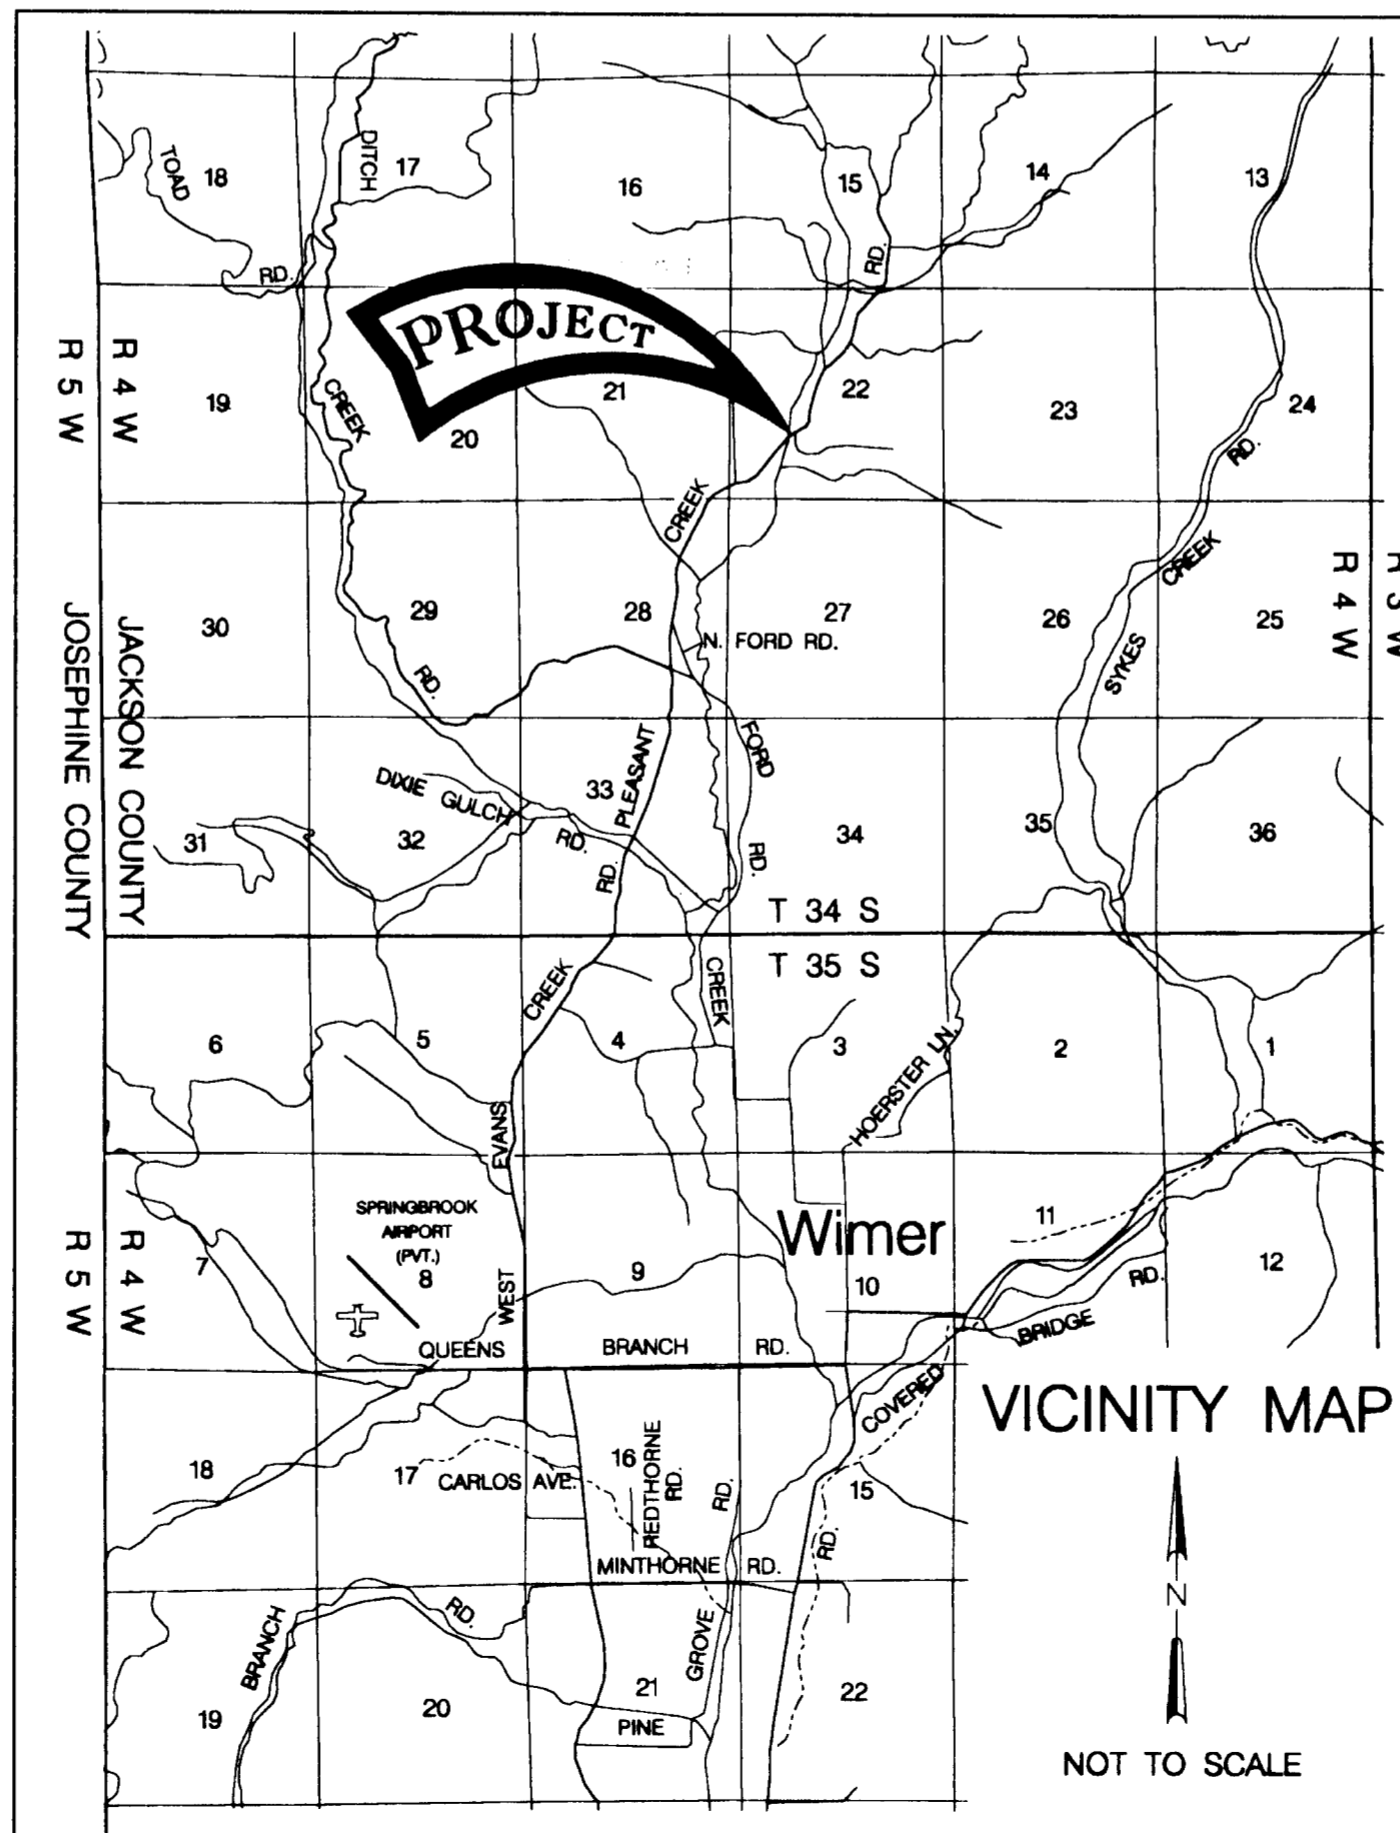 TOAD
18
DITCH
17
16
15
14
13
RD.
RD.
PROJECT
R 5 W
R 4 W
19
CREEK
20
21
22
23
24
RD.
CREEK
CREEK
R 4 W
R 3 W
30
29
28
27
26
25
N. FORD RD.
SYKES
RD.
JOSEPHINE COUNTY
JACKSON COUNTY
PLEASANT
FORD
DIXIE GULCH RD.
33
31
32
34
35
36
RD.
RD.
T 34 S
T 35 S
CREEK
CREEK
6
5
4
3
2
1
HOERSTER LN.
EVANS
SPRINGBROOK
AIRPORT
(PVT.)
8
Wimer
11
R 5 W
R 4 W
7
WEST
9
10
12
RD.
BRIDGE
QUEENS BRANCH RD.
COVERED
VICINITY MAP
18
17
CARLOS AVE.
16
REDTHORNE
RD.
RD.
15
RD.
MINTHORNE RD.
N
BRANCH
RD.
GROVE
19
20
21
22
PINE
NOT TO SCALE